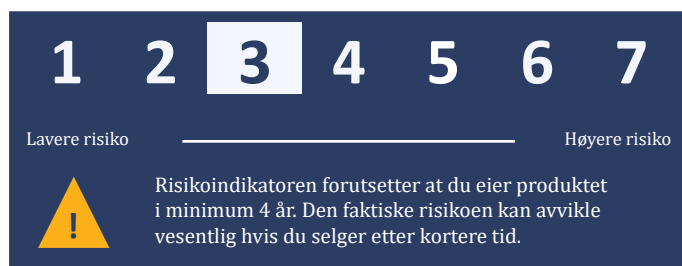 1 2 3 4 5 6 7
Lavere risiko Høyere risiko
Risikoindikatoren forutsetter at du eier produktet
! i minimum 4 år. Den faktiske risikoen kan avvikle
vesentlig hvis du selger etter kortere tid.